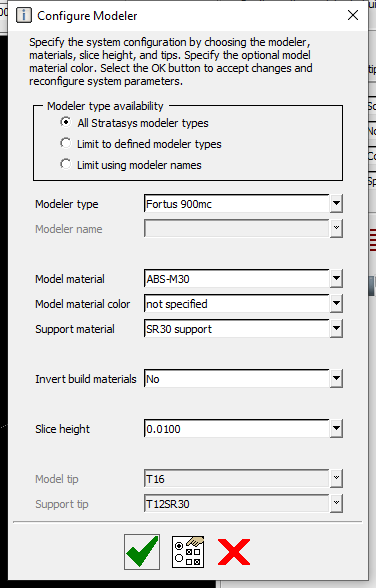 Configure Modeler
Specify the system configuration by choosing the modeler,
materials, slice height, and tips. Specify the optional model
material color. Select the OK button to accept changes and
reconfigure system parameters.
Modeler type availability
All Stratasys modeler types
Limit to defined modeler types
Limit using modeler names
Modeler type Fortus 900mc
Modeler name
Model material ABS-M30
Model material color not specified
Support material SR30 support
Invert build materials No
Slice height 0.0100
Model tip T16
Support tip T12SR30